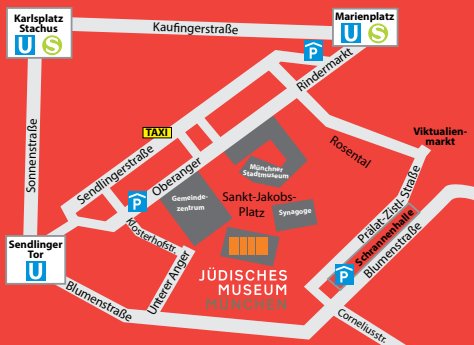 Karlsplatz
Stachus
U S
Kaufingerstraße
Marienplatz
U S
P
Rindermarkt
TAXI
Sendlingerstraße
Sonnenstraße
Oberanger
Münchner
Stadtmuseum
Rosental
Viktualien-
markt
Gemeinde-
zentrum
Sankt-Jakobs-
Platz
Synagoge
P
Klosterhofstr.
Prälat-Zistl-Straße
Schrannenhalle
Blumenstraße
Sendlinger
Tor
U
Unterer Anger
JÜDISCHES
MUSEUM
MÜNCHEN
P
Blumenstraße
Corneliusstr.